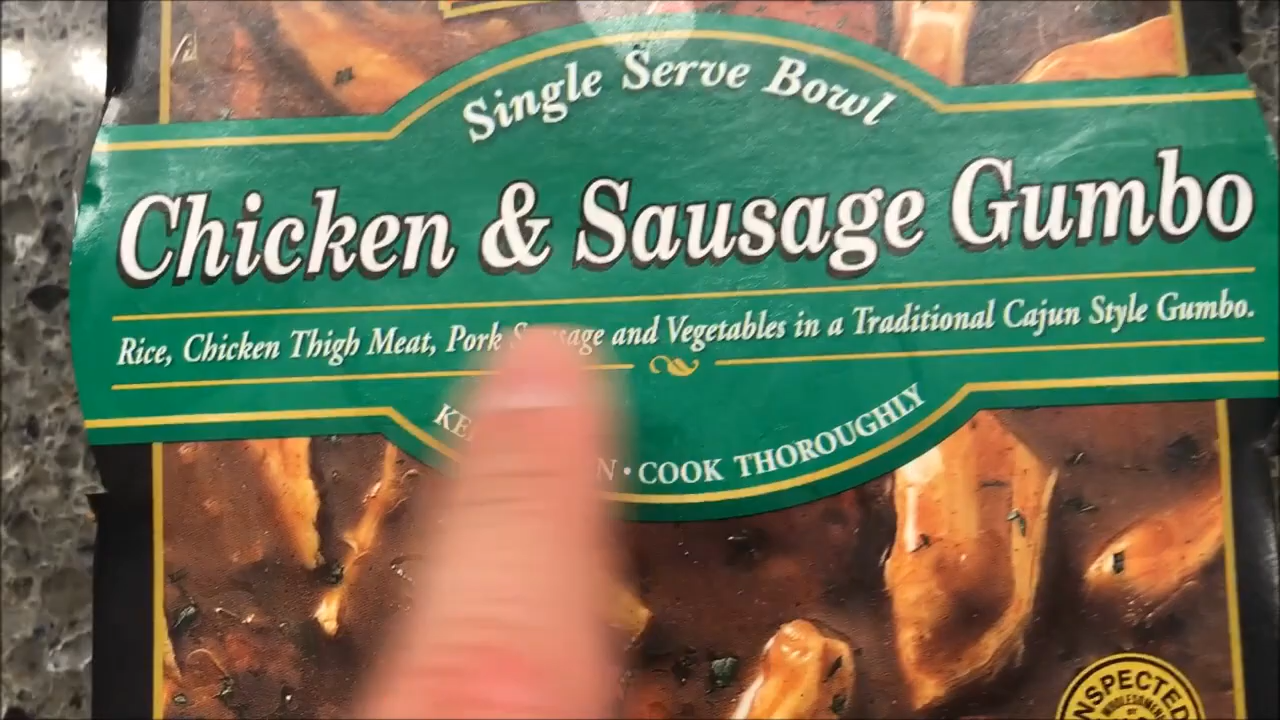 Single Serve Bowl
Chicken & Sausage Gumbo
Rice, Chicken Thigh Meat, Pork Sausage and Vegetables in a Traditional Cajun Style Gumbo.
• COOK THOROUGHLY
INSPECTED